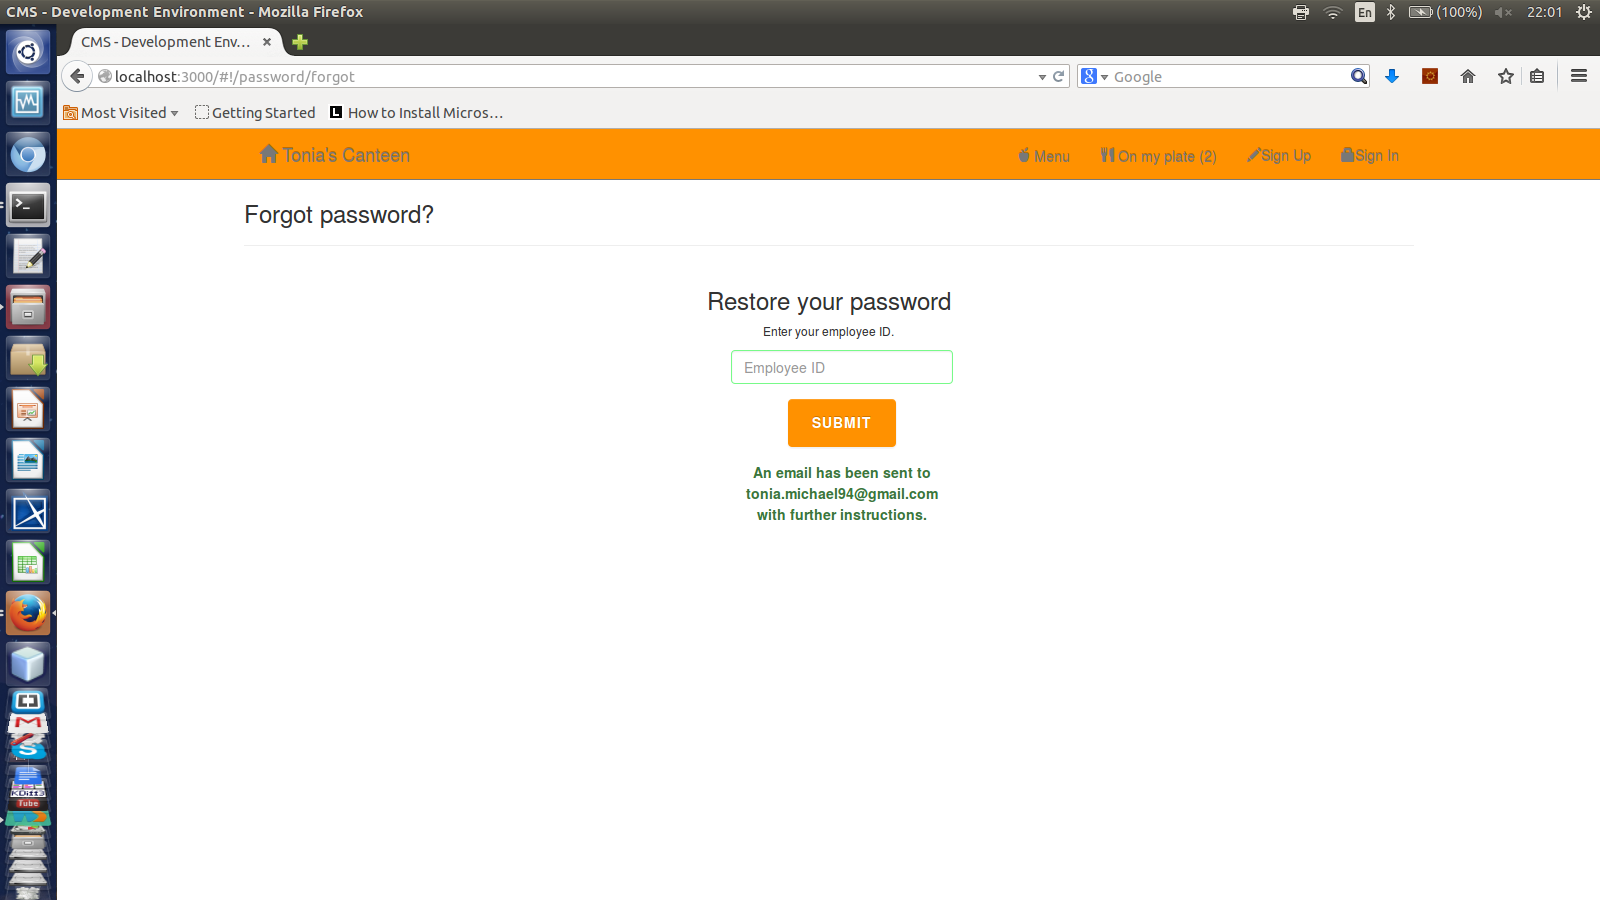 CMS - Development Environment - Mozilla Firefox
En
(100%)
22:01
CMS - Development Env...
localhost:3000/#!/password/forgot
8
Google
Most Visited
Getting Started
L
How to Install Micros...
Tonia's Canteen
Menu
On my plate (2)
Sign Up
Sign In
Forgot password?
Restore your password
Enter your employee ID.
Employee ID
SUBMIT
An email has been sent to
tonia.michael94@gmail.com
with further instructions.
S
KDiff3
Tube